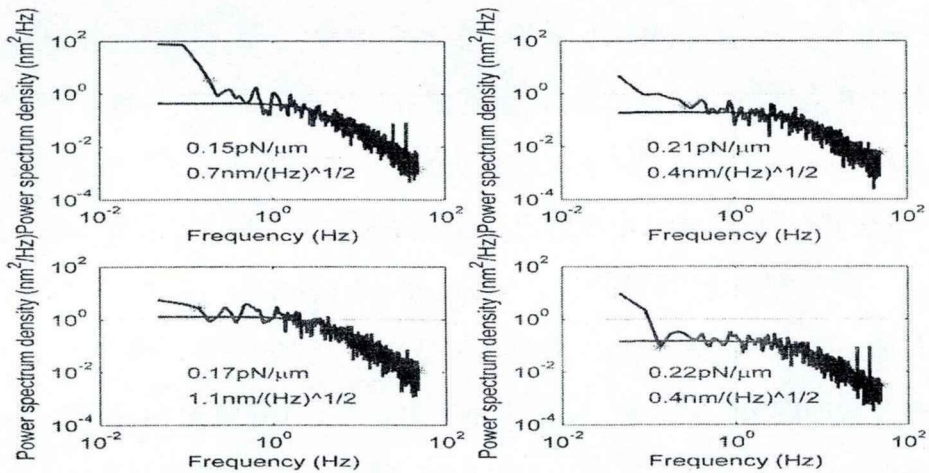 Power spectrum density (nm^2/Hz)
10^2
10^0
10^-2
10^-4
0.15pN/µm
0.7nm/(Hz)^1/2
10^-2
10^0
10^2
Frequency (Hz)
Power spectrum density (nm^2/Hz)
10^2
10^0
10^-2
10^-4
0.21pN/µm
0.4nm/(Hz)^1/2
10^-2
10^0
10^2
Frequency (Hz)
Power spectrum density (nm^2/Hz)
10^2
10^0
10^-2
10^-4
0.17pN/µm
1.1nm/(Hz)^1/2
10^-2
10^0
10^2
Frequency (Hz)
Power spectrum density (nm^2/Hz)
10^2
10^0
10^-2
10^-4
0.22pN/µm
0.4nm/(Hz)^1/2
10^-2
10^0
10^2
Frequency (Hz)